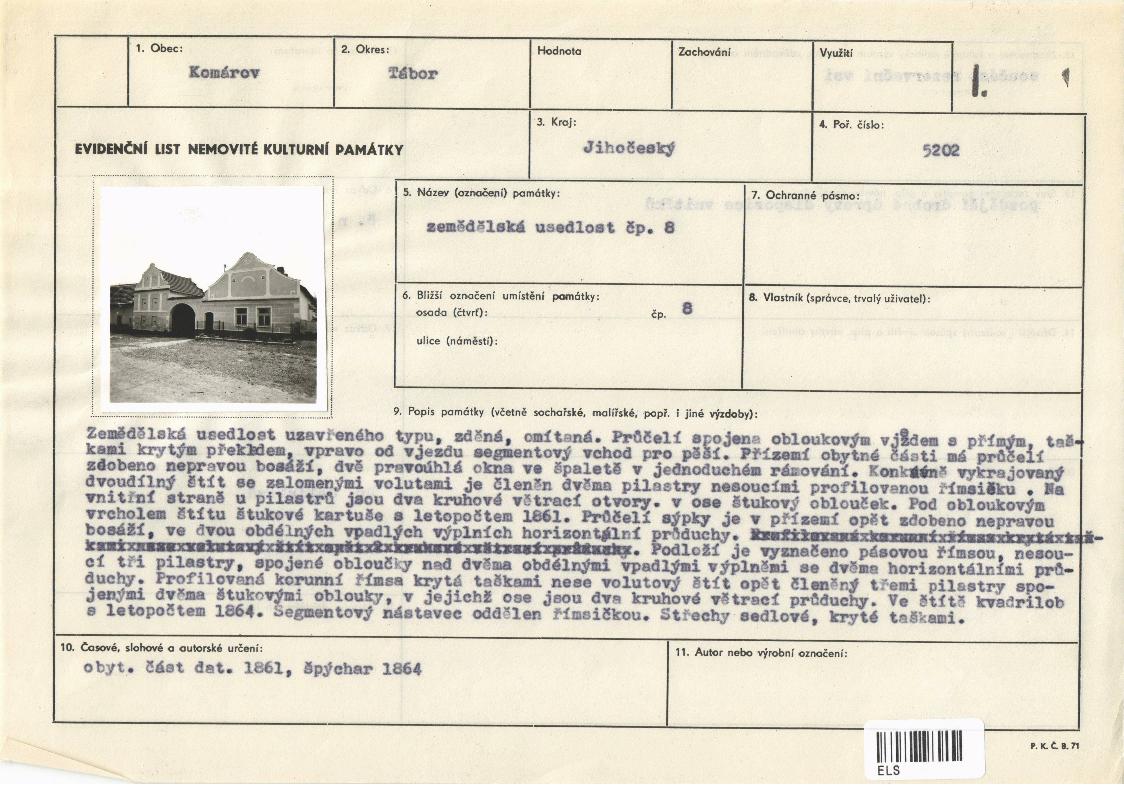 1. Obec:
Komárov
2. Okres:
Tábor
Hodnota
Zachování
Využití
I.
EVIDENČNÍ LIST NEMOVITÉ KULTURNÍ PAMÁTKY
3. Kraj:
Jihočeský
4. Poř. číslo:
5202
5. Název (označení) památky:
zemědělská usedlost čp. 8
7. Ochranné pásmo:
6. Bližší označení umístění památky:
osada (čtvrť):
čp. 8
ulice (náměstí):
8. Vlastník (správce, trvalý uživatel):
9. Popis památky (včetně sochařské, malířské, popř. i jiné výzdoby):
Zemědělská usedlost uzavřeného typu, zděná, omítaná. Průčelí spojena obloukovým vjezdem s přímým, taš-
kami krytým překladem, vpravo od vjezdu segmentový vchod pro pěší. Přízemí obytné části má průčelí
zdobeno nepravou bosáží, dvě pravoúhlá okna ve špaletě v jednoduchém rámování. Konkávně vykrajovaný
dvoudílný štít se zalomenými volutami je členěn dvěma pilastry nesoucími profilovanou římsičku . Na
vnitřní straně u pilastrů jsou dva kruhové větrací otvory. v ose štukový oblouček. Pod obloukovým
vrcholem štítu štukové kartuše s letopočtem 1861. Průčelí sýpky je v přízemí opět zdobeno nepravou
bosáží, ve dvou obdélných vpadlých výplních horizontální průduchy.
Podloží je vyznačeno pásovou římsou, nesou-
cí tři pilastry, spojené obloučky nad dvěma obdélnými vpadlými výplněmi se dvěma horizontálními prů-
duchy. Profilovaná korunní římsa krytá taškami nese volutový štít opět členěný třemi pilastry spo-
jenými dvěma štukovými oblouky, v jejichž ose jsou dva kruhové větrací průduchy. Ve štítě kvadrilob
s letopočtem 1864. Segmentový nástavec oddělen římsičkou. Střechy sedlové, kryté taškami.
10. Časové, slohové a autorské určení:
obyt. část dat. 1861, špýchar 1864
11. Autor nebo výrobní označení:
P. K. Č. B. 71
ELS